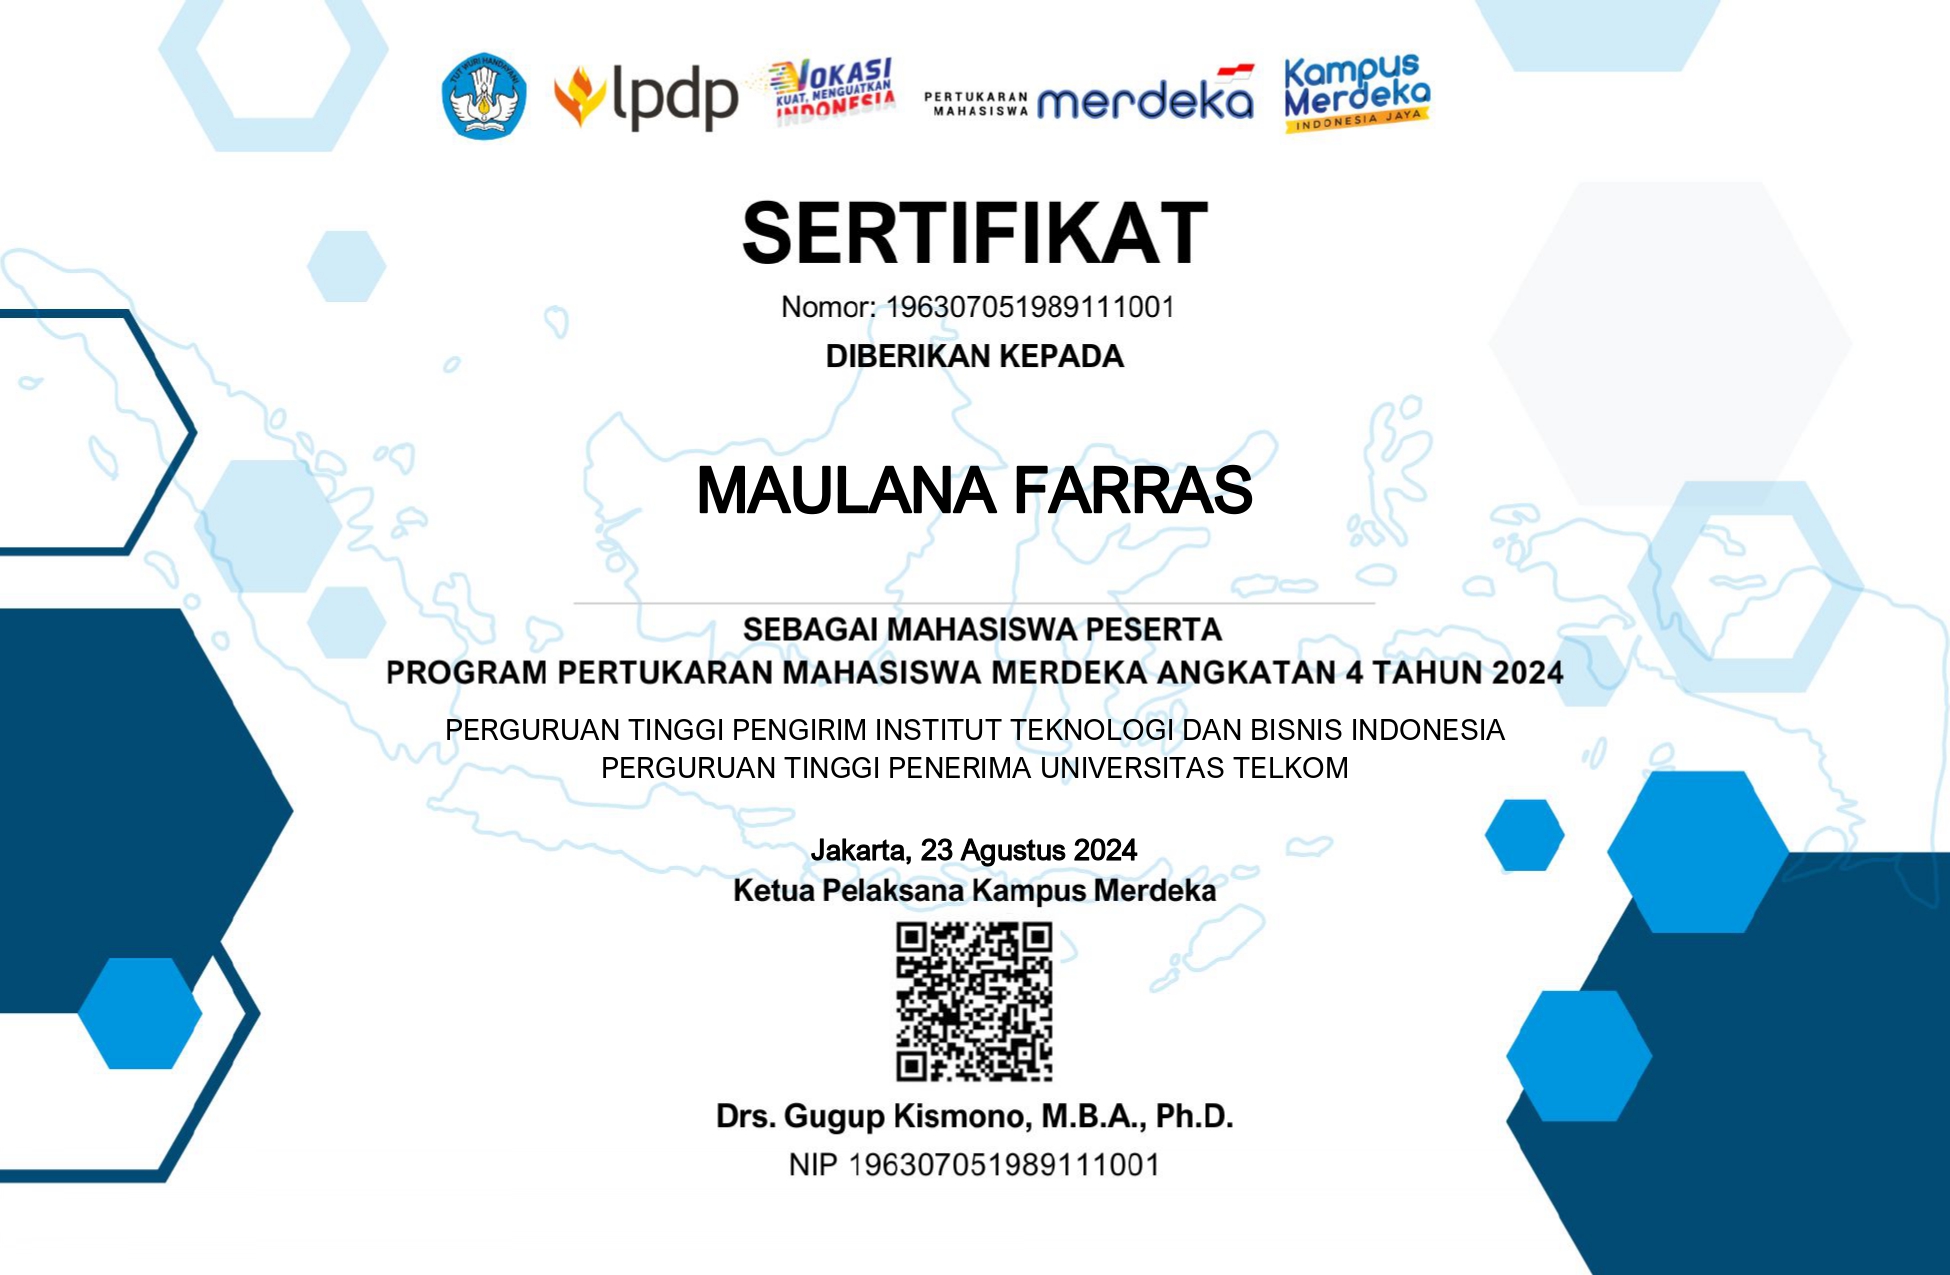 TUT WURI HANDAYANI
lpdp
VOKASI
KUAT, MENGUATKAN
INDONESIA
PERTUKARAN
MAHASISWA
merdeka
Kampus
Merdeka
INDONESIA JAYA
SERTIFIKAT
Nomor: 196307051989111001
DIBERIKAN KEPADA
MAULANA FARRAS
SEBAGAI MAHASISWA PESERTA
PROGRAM PERTUKARAN MAHASISWA MERDEKA ANGKATAN 4 TAHUN 2024
PERGURUAN TINGGI PENGIRIM INSTITUT TEKNOLOGI DAN BISNIS INDONESIA
PERGURUAN TINGGI PENERIMA UNIVERSITAS TELKOM
Jakarta, 23 Agustus 2024
Ketua Pelaksana Kampus Merdeka
Drs. Gugup Kismono, M.B.A., Ph.D.
NIP 196307051989111001